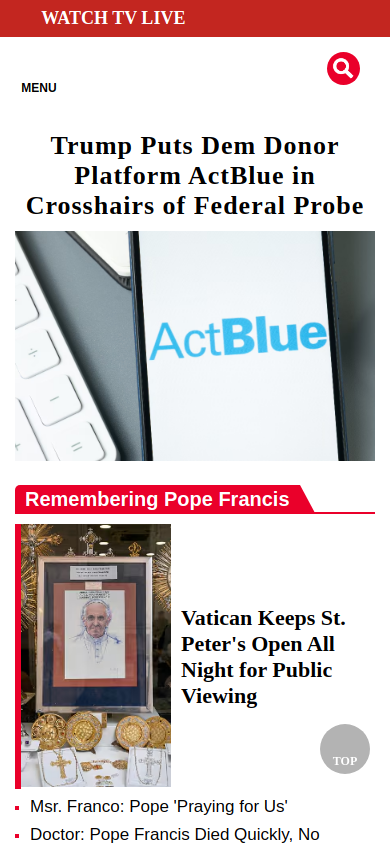 WATCH TV LIVE
MENU
Trump Puts Dem Donor
Platform ActBlue in
Crosshairs of Federal Probe
ActBlue
Remembering Pope Francis
Vatican Keeps St.
Peter's Open All
Night for Public
Viewing
TOP
Msr. Franco: Pope 'Praying for Us'
Doctor: Pope Francis Died Quickly, No